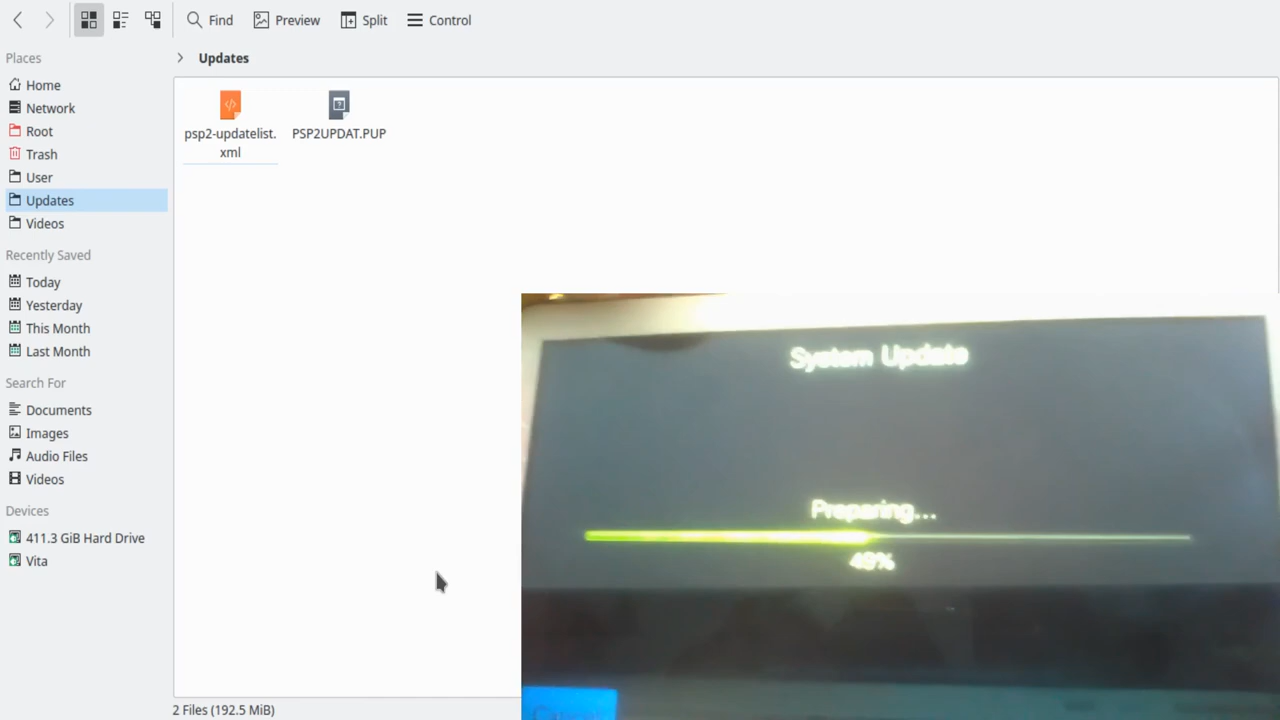 Find
Preview
Split
Control
Places
Updates
Home
Network
Root
Trash
User
Updates
Videos
psp2-updatelist.
xml
PSP2UPDAT.PUP
Recently Saved
Today
Yesterday
This Month
Last Month
Search For
Documents
Images
Audio Files
Videos
Devices
411.3 GiB Hard Drive
Vita
System Update
Preparing...
2 Files (192.5 MiB)